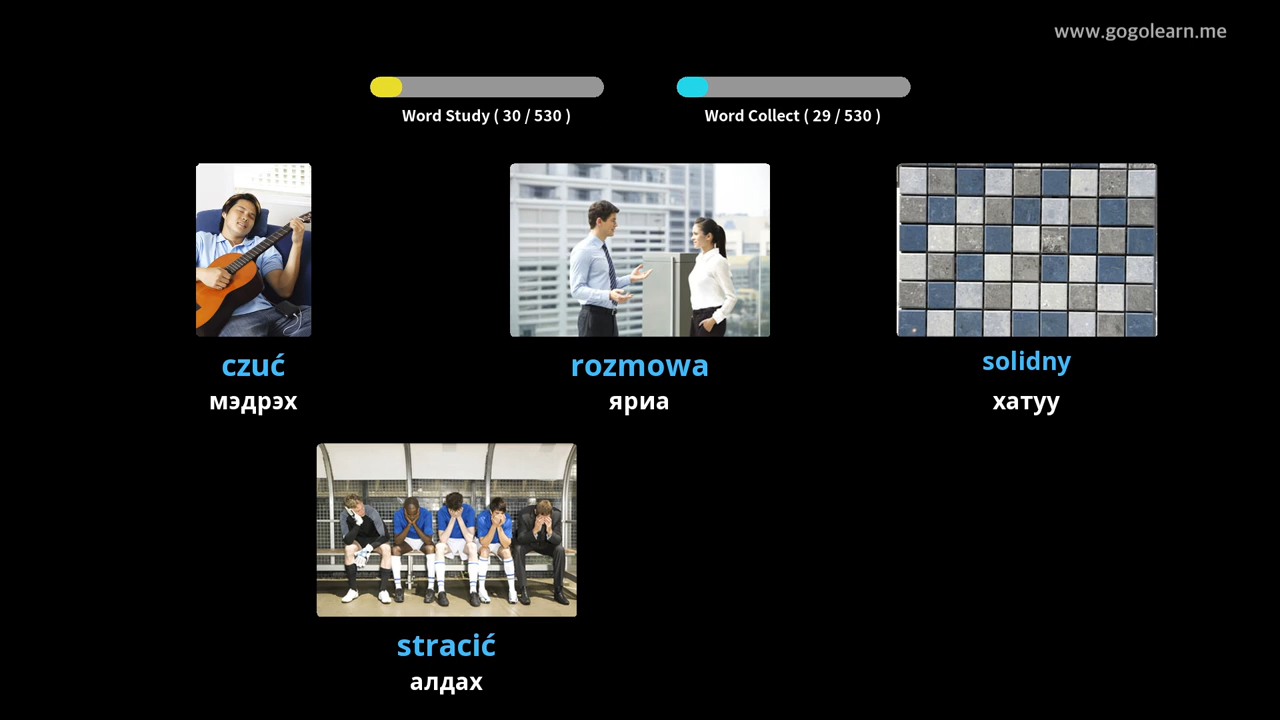 www.gogolearn.me
Word Study ( 30 / 530 )
Word Collect ( 29 / 530 )
czuć
мэдрэх
rozmowa
яриа
solidny
хатуу
stracić
алдах